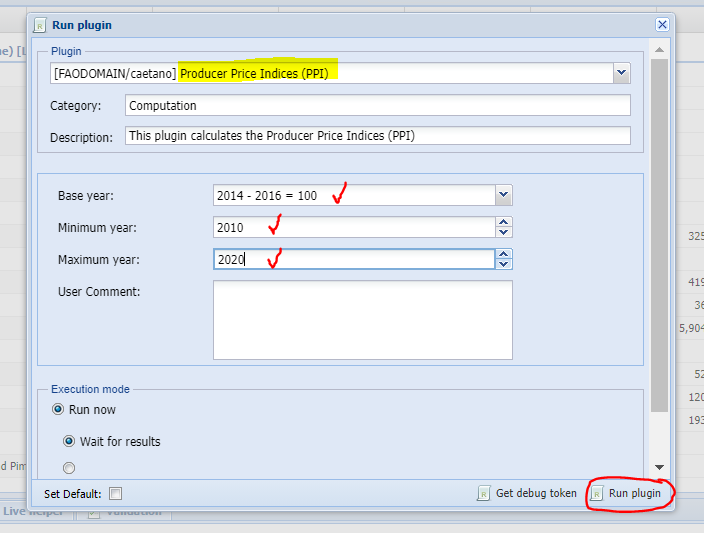 Run plugin
ne) [L
Plugin
[FAODOMAIN/caetano] Producer Price Indices (PPI)
Category: Computation
Description: This plugin calculates the Producer Price Indices (PPI)
Base year: 2014 - 2016 = 100
Minimum year: 2010
325
Maximum year: 2020
419
User Comment:
36
5,904
52
Execution mode
120
Run now
193
Wait for results
d Pim
Set Default: Get debug token Run plugin
Live helper Validation